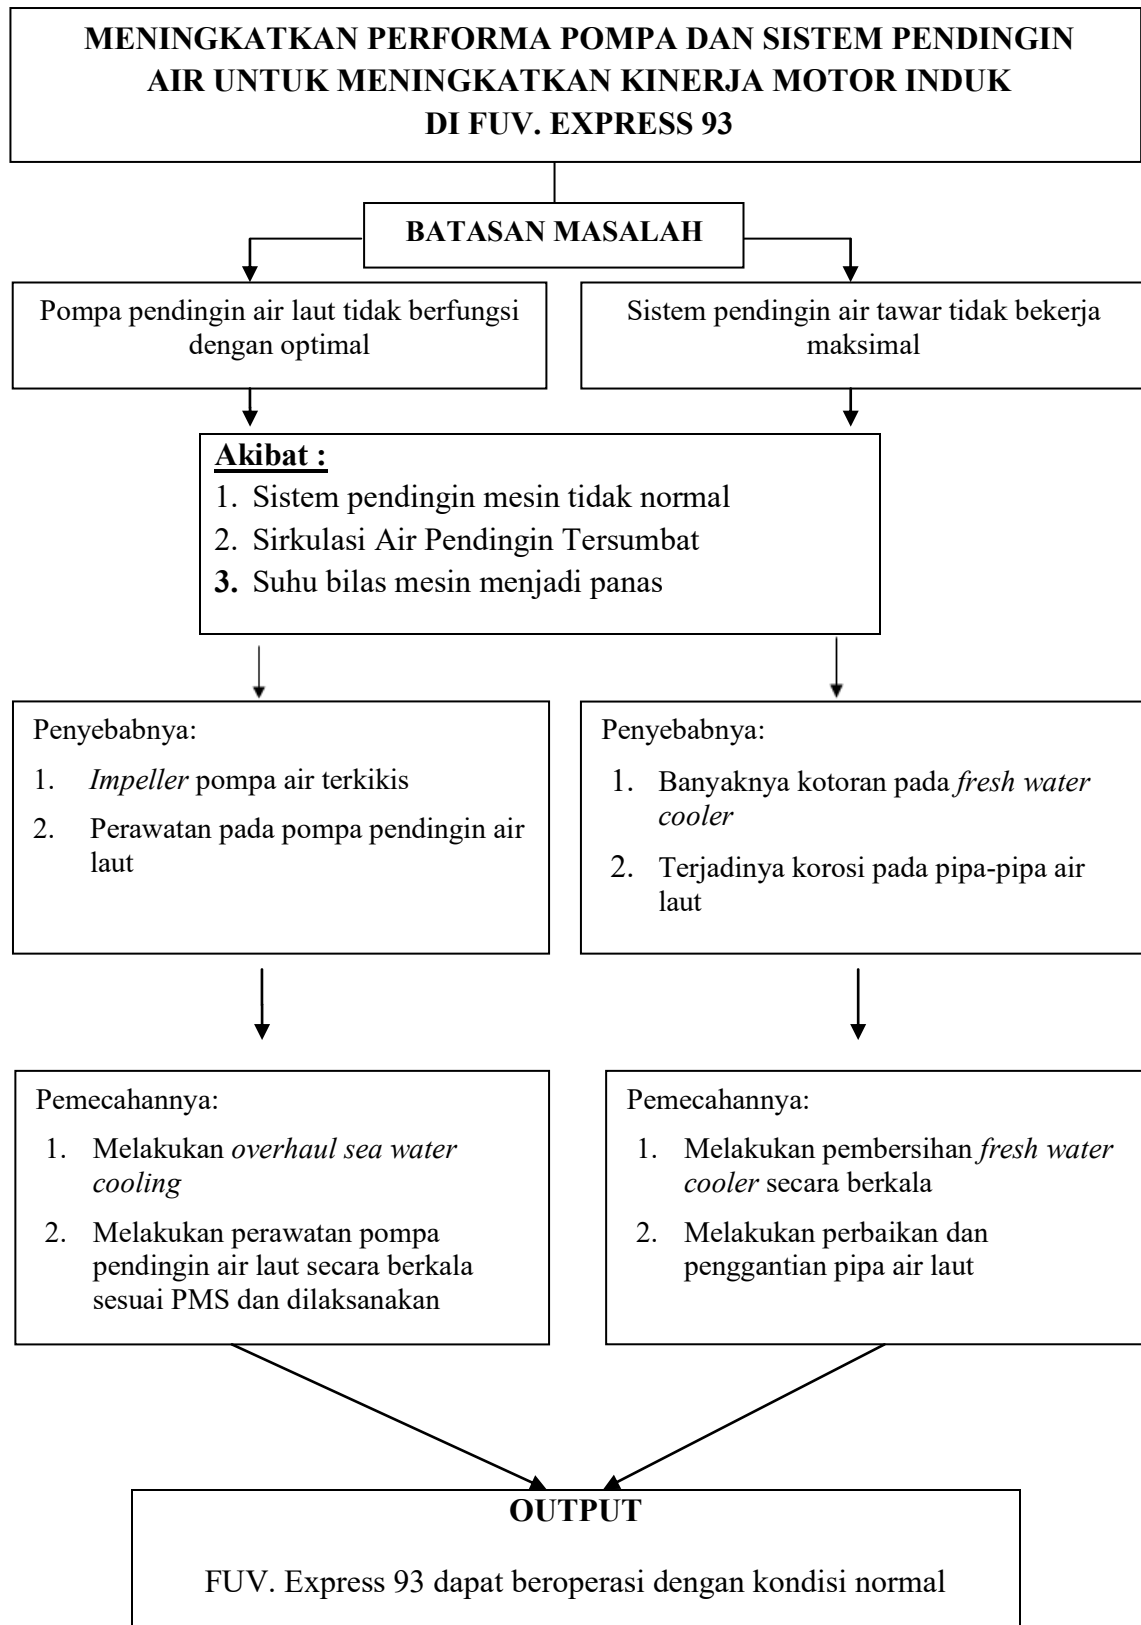 MENINGKATKAN PERFORMA POMPA DAN SISTEM PENDINGIN
AIR UNTUK MENINGKATKAN KINERJA MOTOR INDUK
DI FUV. EXPRESS 93
BATASAN MASALAH
Pompa pendingin air laut tidak berfungsi
dengan optimal
Sistem pendingin air tawar tidak bekerja
maksimal
Akibat :
1. Sistem pendingin mesin tidak normal
2. Sirkulasi Air Pendingin Tersumbat
3. Suhu bilas mesin menjadi panas
Penyebabnya:
1. Impeller pompa air terkikis
2. Perawatan pada pompa pendingin air
laut
Penyebabnya:
1. Banyaknya kotoran pada fresh water
cooler
2. Terjadinya korosi pada pipa-pipa air
laut
Pemecahannya:
1. Melakukan overhaul sea water
cooling
2. Melakukan perawatan pompa
pendingin air laut secara berkala
sesuai PMS dan dilaksanakan
Pemecahannya:
1. Melakukan pembersihan fresh water
cooler secara berkala
2. Melakukan perbaikan dan
penggantian pipa air laut
OUTPUT
FUV. Express 93 dapat beroperasi dengan kondisi normal